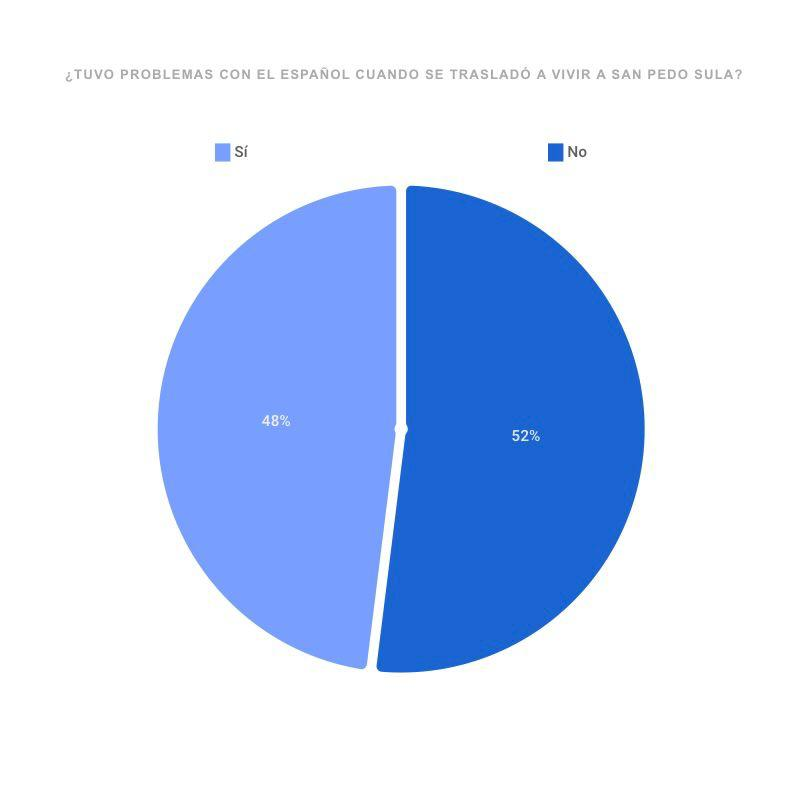 ¿TUVO PROBLEMAS CON EL ESPAÑOL CUANDO SE TRASLADÓ A VIVIR A SAN PEDO SULA?
Sí No
48%
52%